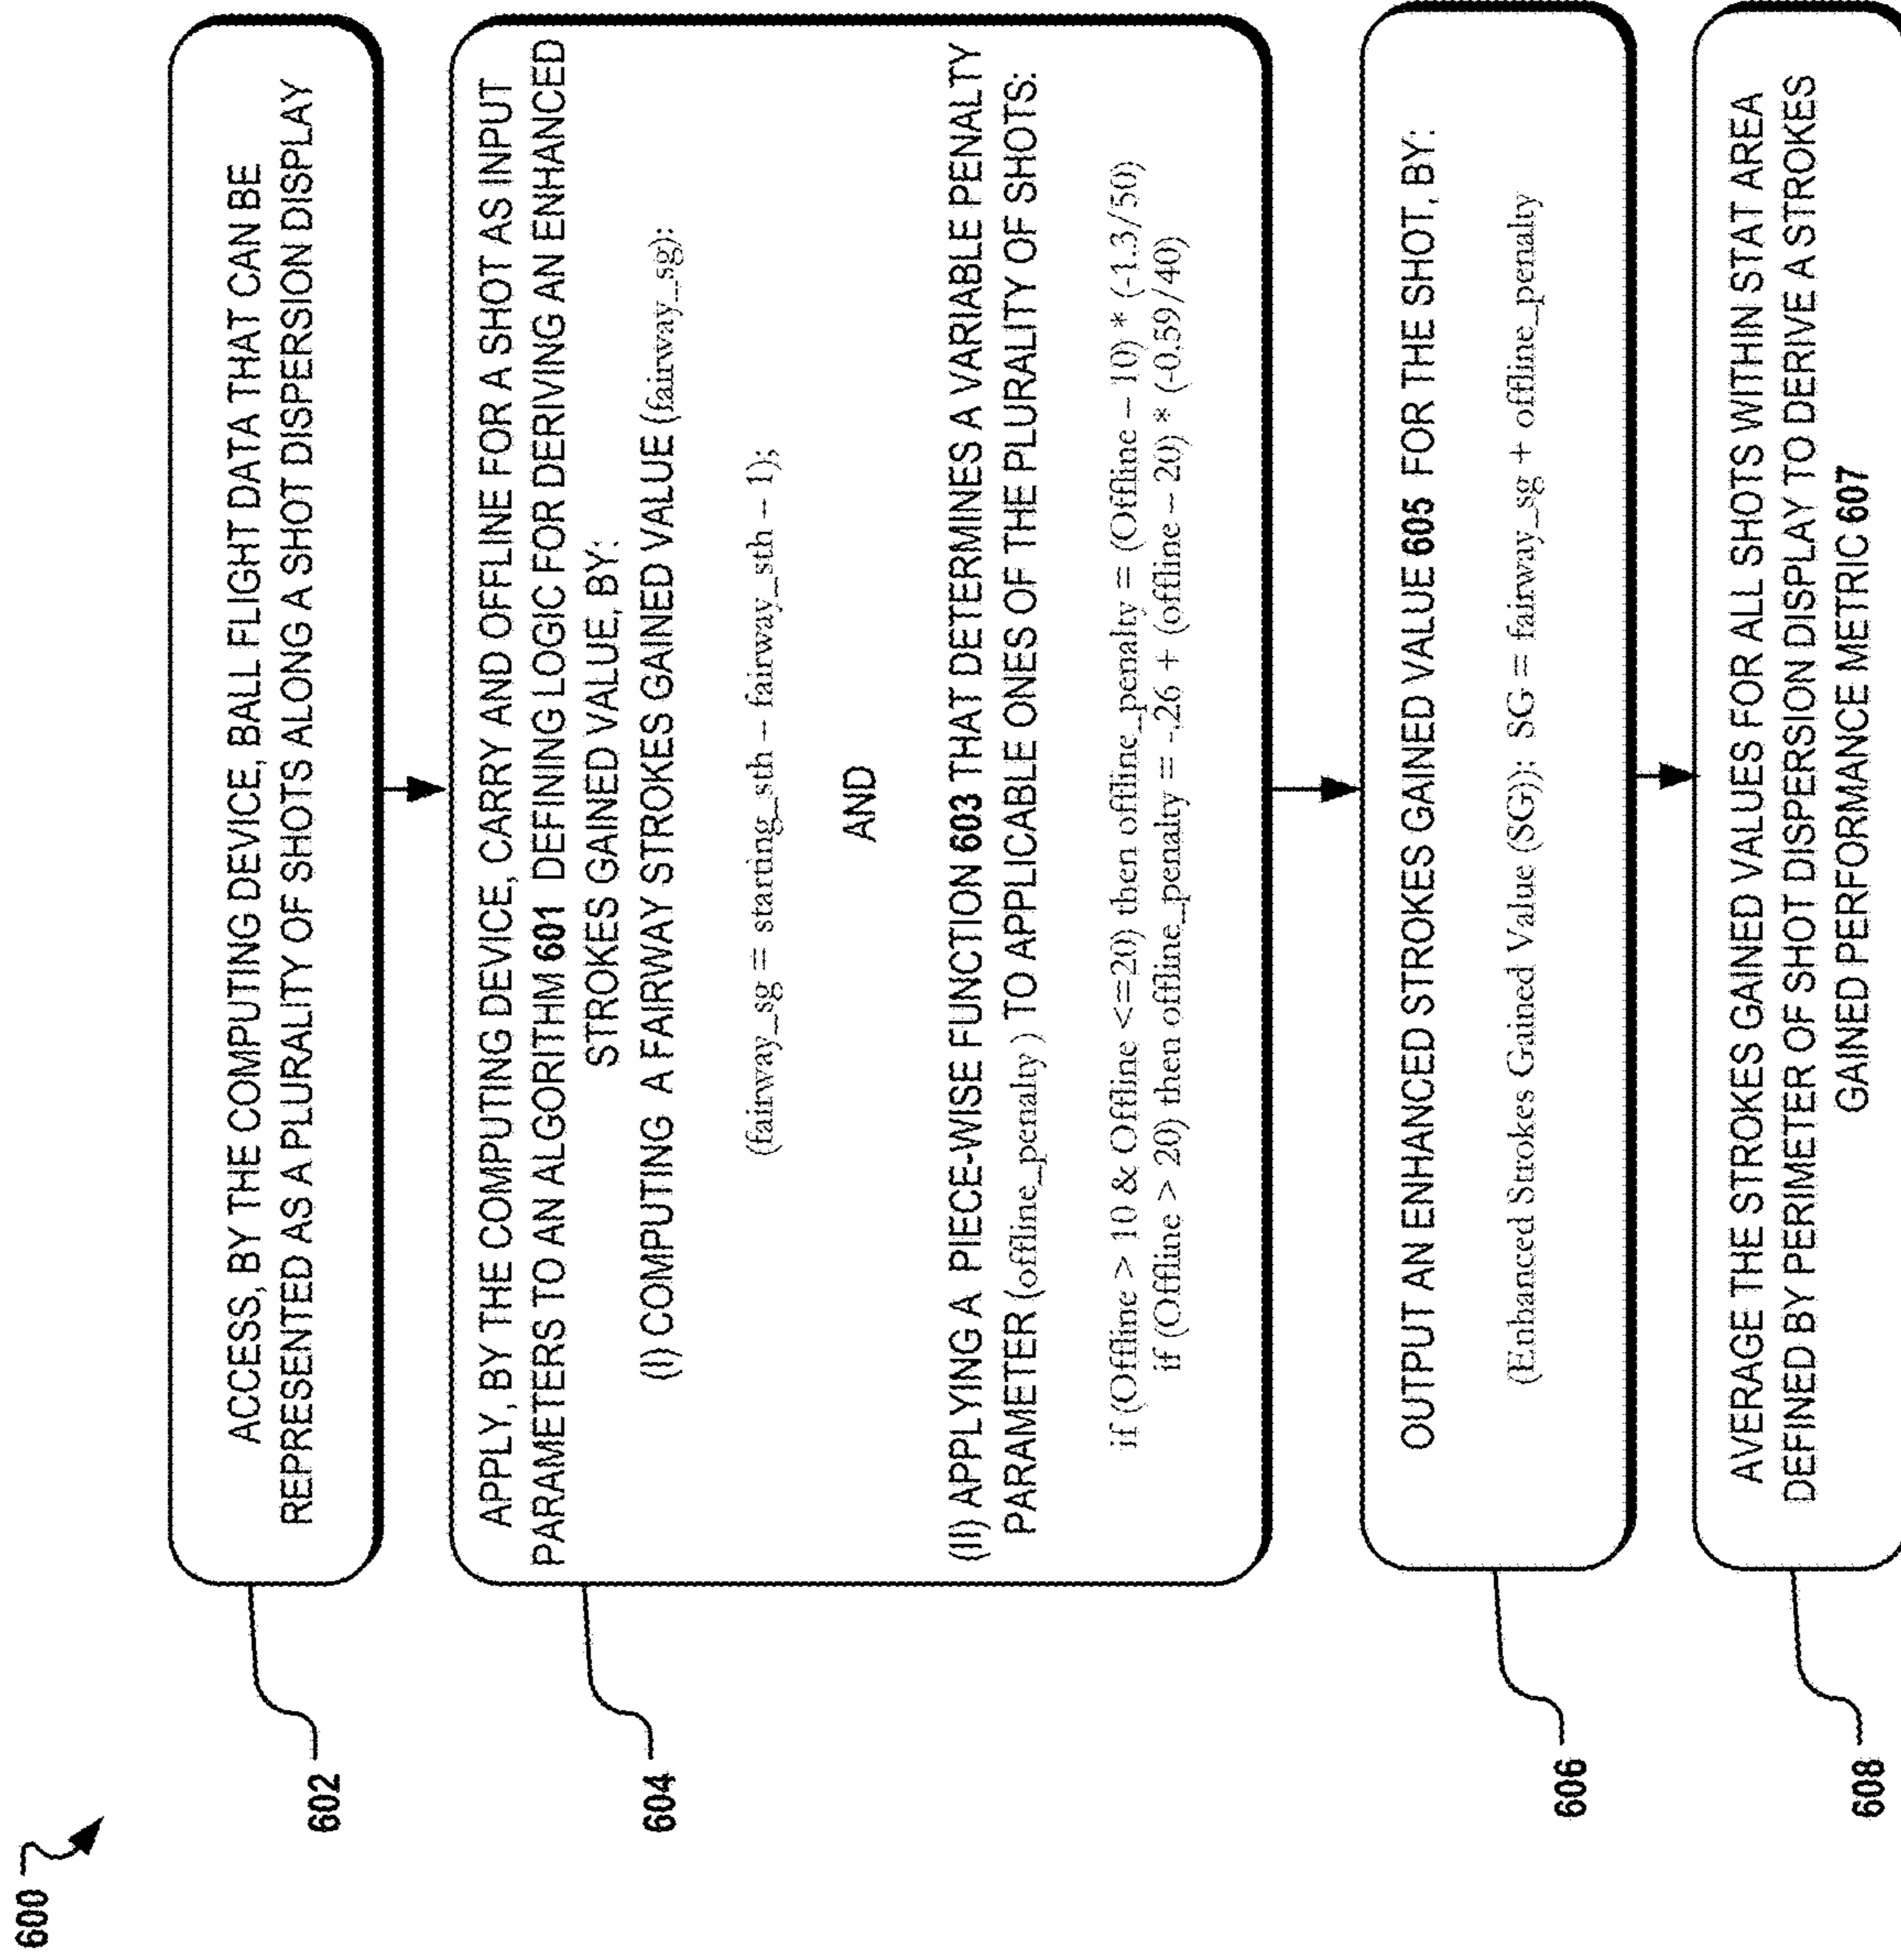 600
602
ACCESS, BY THE COMPUTING DEVICE, BALL FLIGHT DATA THAT CAN BE
REPRESENTED AS A PLURALITY OF SHOTS ALONG A SHOT DISPERSION DISPLAY
604
APPLY, BY THE COMPUTING DEVICE, CARRY AND OFFLINE FOR A SHOT AS INPUT
PARAMETERS TO AN ALGORITHM 601 DEFINING LOGIC FOR DERIVING AN ENHANCED
STROKES GAINED VALUE, BY:
(I) COMPUTING A FAIRWAY STROKES GAINED VALUE (fairway_sg):
(fairway_sg = starting_sth – fairway_sth – 1);
AND
(II) APPLYING A PIECE-WISE FUNCTION 603 THAT DETERMINES A VARIABLE PENALTY
PARAMETER (offline_penalty ) TO APPLICABLE ONES OF THE PLURALITY OF SHOTS:
if (Offline > 10 & Offline <=20) then offline_penalty = (Offline – 10) * (-1.3/50)
if (Offline > 20) then offline_penalty = -.26 + (offline – 20) * (-0.59/40)
606
OUTPUT AN ENHANCED STROKES GAINED VALUE 605 FOR THE SHOT, BY:
(Enhanced Strokes Gained Value (SG)): SG = fairway_sg + offline_penalty
608
AVERAGE THE STROKES GAINED VALUES FOR ALL SHOTS WITHIN STAT AREA
DEFINED BY PERIMETER OF SHOT DISPERSION DISPLAY TO DERIVE A STROKES
GAINED PERFORMANCE METRIC 607